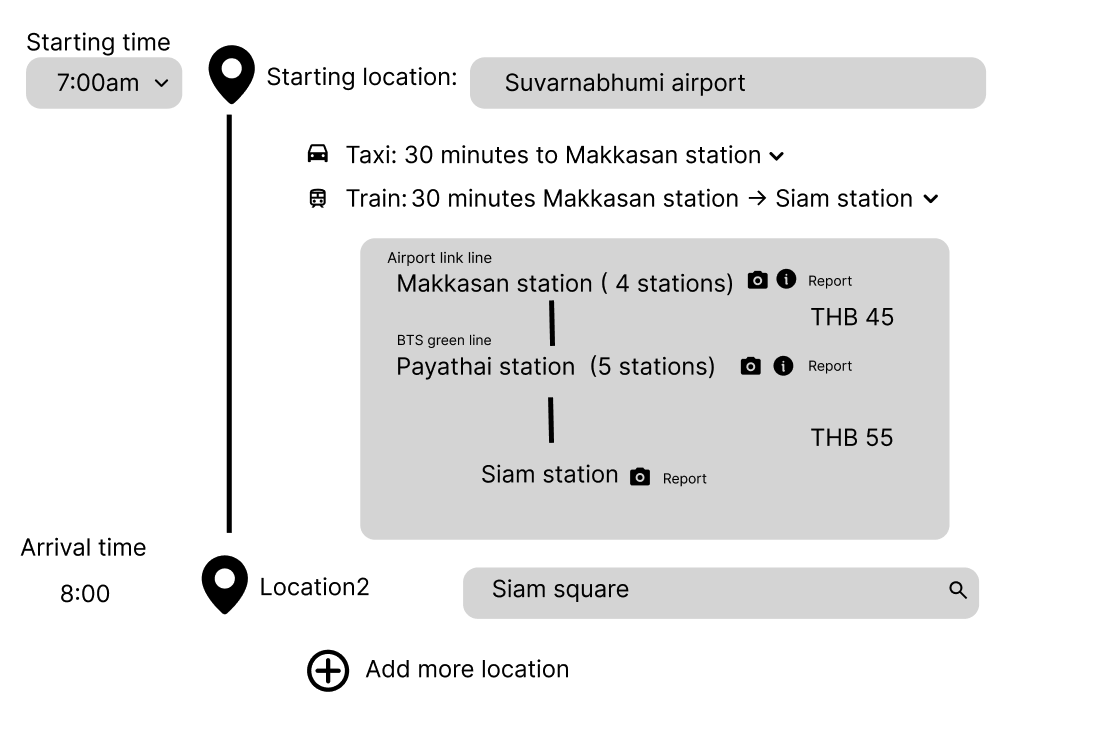 Starting time
7:00am
Starting location:
Suvarnabhumi airport
Taxi: 30 minutes to Makkasan station
Train: 30 minutes Makkasan station → Siam station
Airport link line
Makkasan station ( 4 stations)
Report
THB 45
BTS green line
Payathai station (5 stations)
Report
THB 55
Siam station
Report
Arrival time
8:00
Location2
Siam square
Add more location